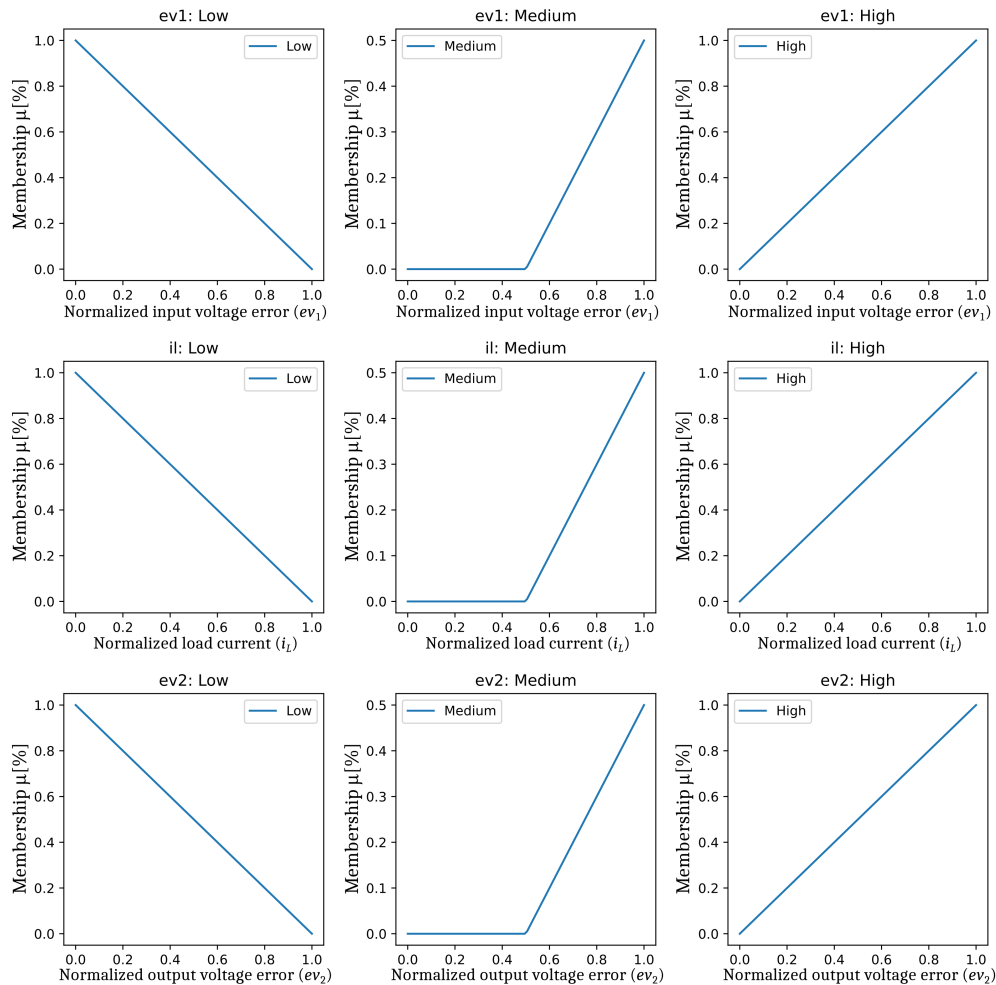 ev1: Low
1.0
0.8
0.6
0.4
0.2
0.0
Membership μ[%]
Low
0.0 0.2 0.4 0.6 0.8 1.0
Normalized input voltage error (ev₁)
ev1: Medium
0.5
0.4
0.3
0.2
0.1
0.0
Membership μ[%]
Medium
0.0 0.2 0.4 0.6 0.8 1.0
Normalized input voltage error (ev₁)
ev1: High
1.0
0.8
0.6
0.4
0.2
0.0
Membership μ[%]
High
0.0 0.2 0.4 0.6 0.8 1.0
Normalized input voltage error (ev₁)
il: Low
1.0
0.8
0.6
0.4
0.2
0.0
Membership μ[%]
Low
0.0 0.2 0.4 0.6 0.8 1.0
Normalized load current (i_L)
il: Medium
0.5
0.4
0.3
0.2
0.1
0.0
Membership μ[%]
Medium
0.0 0.2 0.4 0.6 0.8 1.0
Normalized load current (i_L)
il: High
1.0
0.8
0.6
0.4
0.2
0.0
Membership μ[%]
High
0.0 0.2 0.4 0.6 0.8 1.0
Normalized load current (i_L)
ev2: Low
1.0
0.8
0.6
0.4
0.2
0.0
Membership μ[%]
Low
0.0 0.2 0.4 0.6 0.8 1.0
Normalized output voltage error (ev₂)
ev2: Medium
0.5
0.4
0.3
0.2
0.1
0.0
Membership μ[%]
Medium
0.0 0.2 0.4 0.6 0.8 1.0
Normalized output voltage error (ev₂)
ev2: High
1.0
0.8
0.6
0.4
0.2
0.0
Membership μ[%]
High
0.0 0.2 0.4 0.6 0.8 1.0
Normalized output voltage error (ev₂)